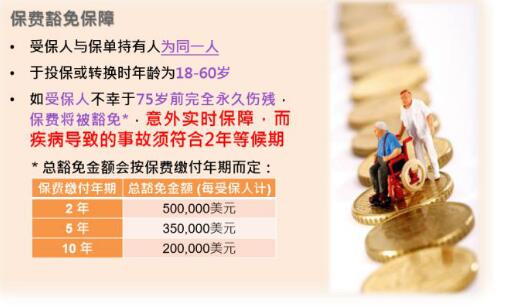 保费豁免保障
• 受保人与保单持有人为同一人
• 于投保或转换时年龄为18-60岁
• 如受保人不幸于75岁前完全永久伤残，
保费将被豁免*，意外实时保障，而
疾病导致的事故须符合2年等候期
* 总豁免金额会按保费缴付年期而定：
保费缴付年期 总豁免金额 (每受保人计)
2 年 500,000美元
5 年 350,000美元
10 年 200,000美元